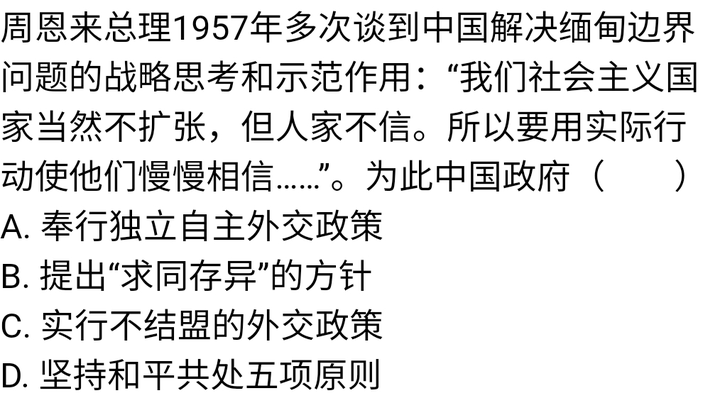 周恩来总理1957年多次谈到中国解决缅甸边界
问题的战略思考和示范作用：“我们社会主义国
家当然不扩张，但人家不信。所以要用实际行
动使他们慢慢相信……”。为此中国政府（　　）
A. 奉行独立自主外交政策
B. 提出“求同存异”的方针
C. 实行不结盟的外交政策
D. 坚持和平共处五项原则